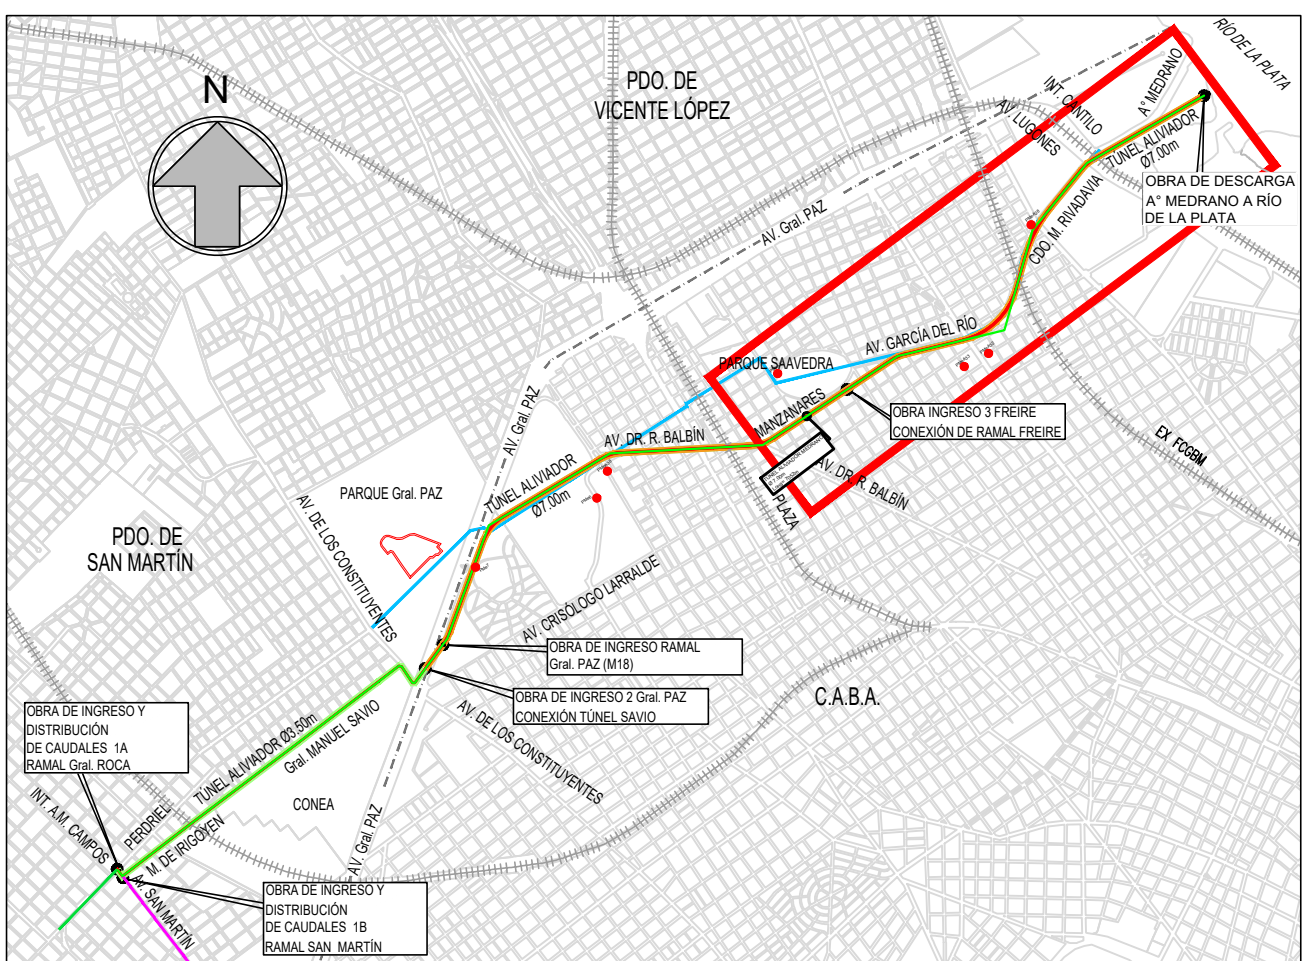 N
PDO. DE
VICENTE LÓPEZ
RÍO DE LA PLATA
INT. CANTILO
AV. LUGONES
A° MEDRANO
TÚNEL ALIVIADOR
Ø7.00m
OBRA DE DESCARGA
A° MEDRANO A RÍO
DE LA PLATA
AV. Gral. PAZ
CDO. M. RIVADAVIA
AV. GARCÍA DEL RÍO
PARQUE SAAVEDRA
MANZANARES
OBRA INGRESO 3 FREIRE
CONEXIÓN DE RAMAL FREIRE
EX FCGBM
AV. Gral. PAZ
AV. DR. R. BALBÍN
AV. DR. R. BALBÍN
PLAZA
TÚNEL ALIVIADOR
Ø7.00m
PARQUE Gral. PAZ
AV. DE LOS CONSTITUYENTES
PDO. DE
SAN MARTÍN
AV. CRISÓLOGO LARRALDE
OBRA DE INGRESO RAMAL
Gral. PAZ (M18)
OBRA DE INGRESO 2 Gral. PAZ
CONEXIÓN TÚNEL SAVIO
C.A.B.A.
AV. DE LOS CONSTITUYENTES
OBRA DE INGRESO Y
DISTRIBUCIÓN
DE CAUDALES 1A
RAMAL Gral. ROCA
TÚNEL ALIVIADOR Ø3.50m
Gral. MANUEL SAVIO
CONEA
AV. Gral. PAZ
INT. A.M. CAMPOS
PERDRIEL
M. DE IRIGOYEN
AV. SAN MARTÍN
OBRA DE INGRESO Y
DISTRIBUCIÓN
DE CAUDALES 1B
RAMAL SAN MARTÍN